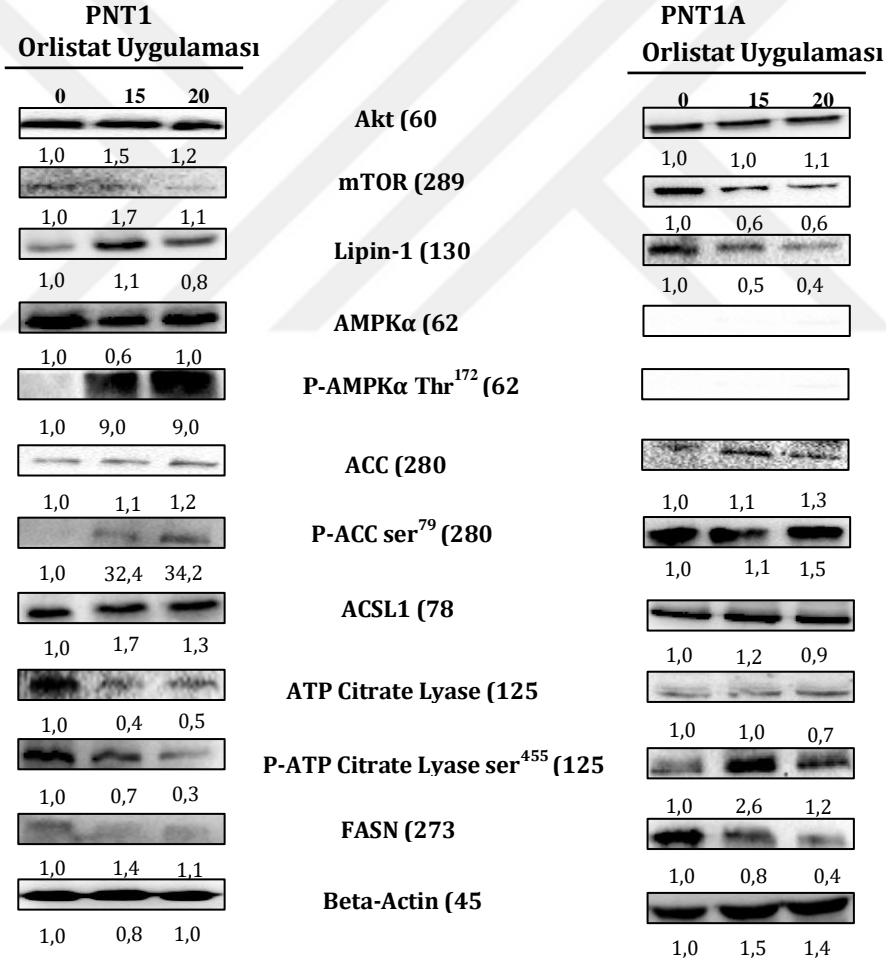 PNT1
Orlistat Uygulaması
PNT1A
Orlistat Uygulaması
0 15 20
Akt (60
0 15 20
1,0 1,5 1,2
1,0 1,0 1,1
mTOR (289
1,0 1,7 1,1
1,0 0,6 0,6
Lipin-1 (130
1,0 1,1 0,8
1,0 0,5 0,4
AMPKα (62
1,0 0,6 1,0
P-AMPKα Thr172 (62
1,0 9,0 9,0
ACC (280
1,0 1,1 1,2
1,0 1,1 1,3
P-ACC ser79 (280
1,0 32,4 34,2
1,0 1,1 1,5
ACSL1 (78
1,0 1,7 1,3
1,0 1,2 0,9
ATP Citrate Lyase (125
1,0 0,4 0,5
1,0 1,0 0,7
P-ATP Citrate Lyase ser455 (125
1,0 0,7 0,3
1,0 2,6 1,2
FASN (273
1,0 1,4 1,1
1,0 0,8 0,4
Beta-Actin (45
1,0 0,8 1,0
1,0 1,5 1,4